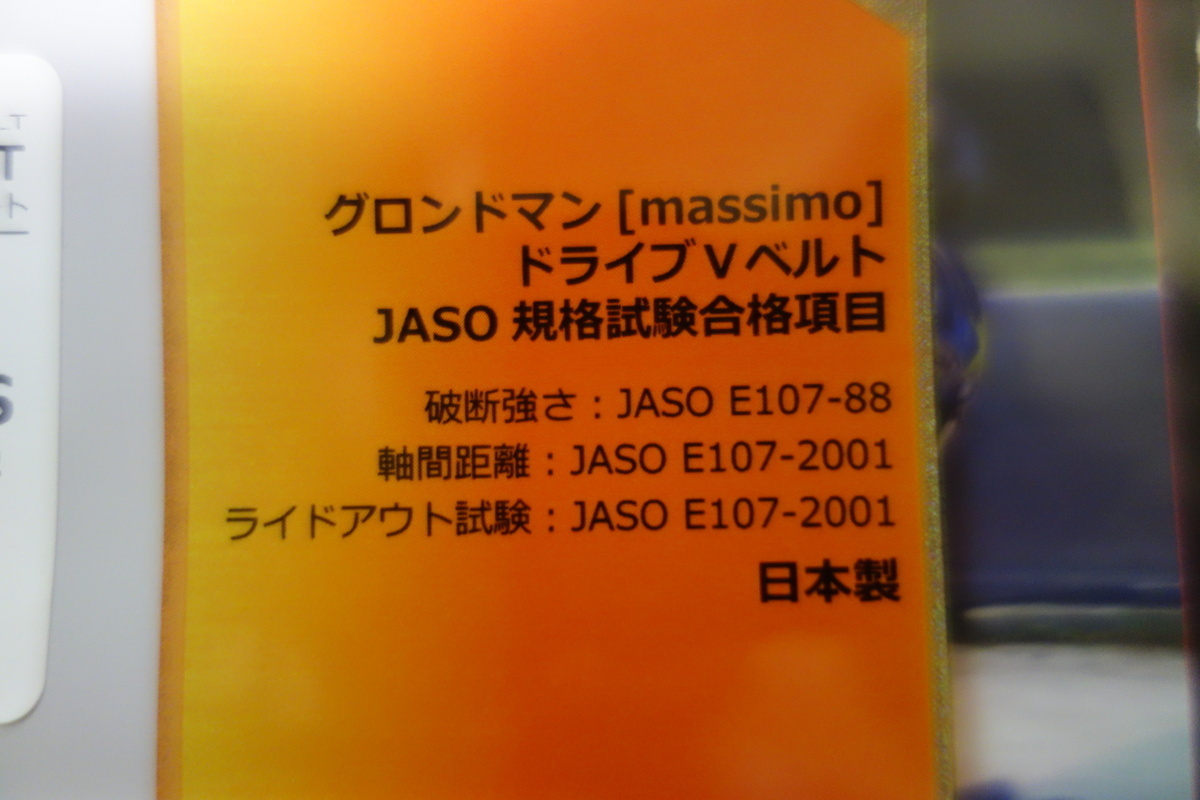 グロンドマン [massimo]
ドライブVベルト
JASO 規格試験合格項目
破断強さ：JASO E107-88
軸間距離：JASO E107-2001
ライドアウト試験：JASO E107-2001
日本製